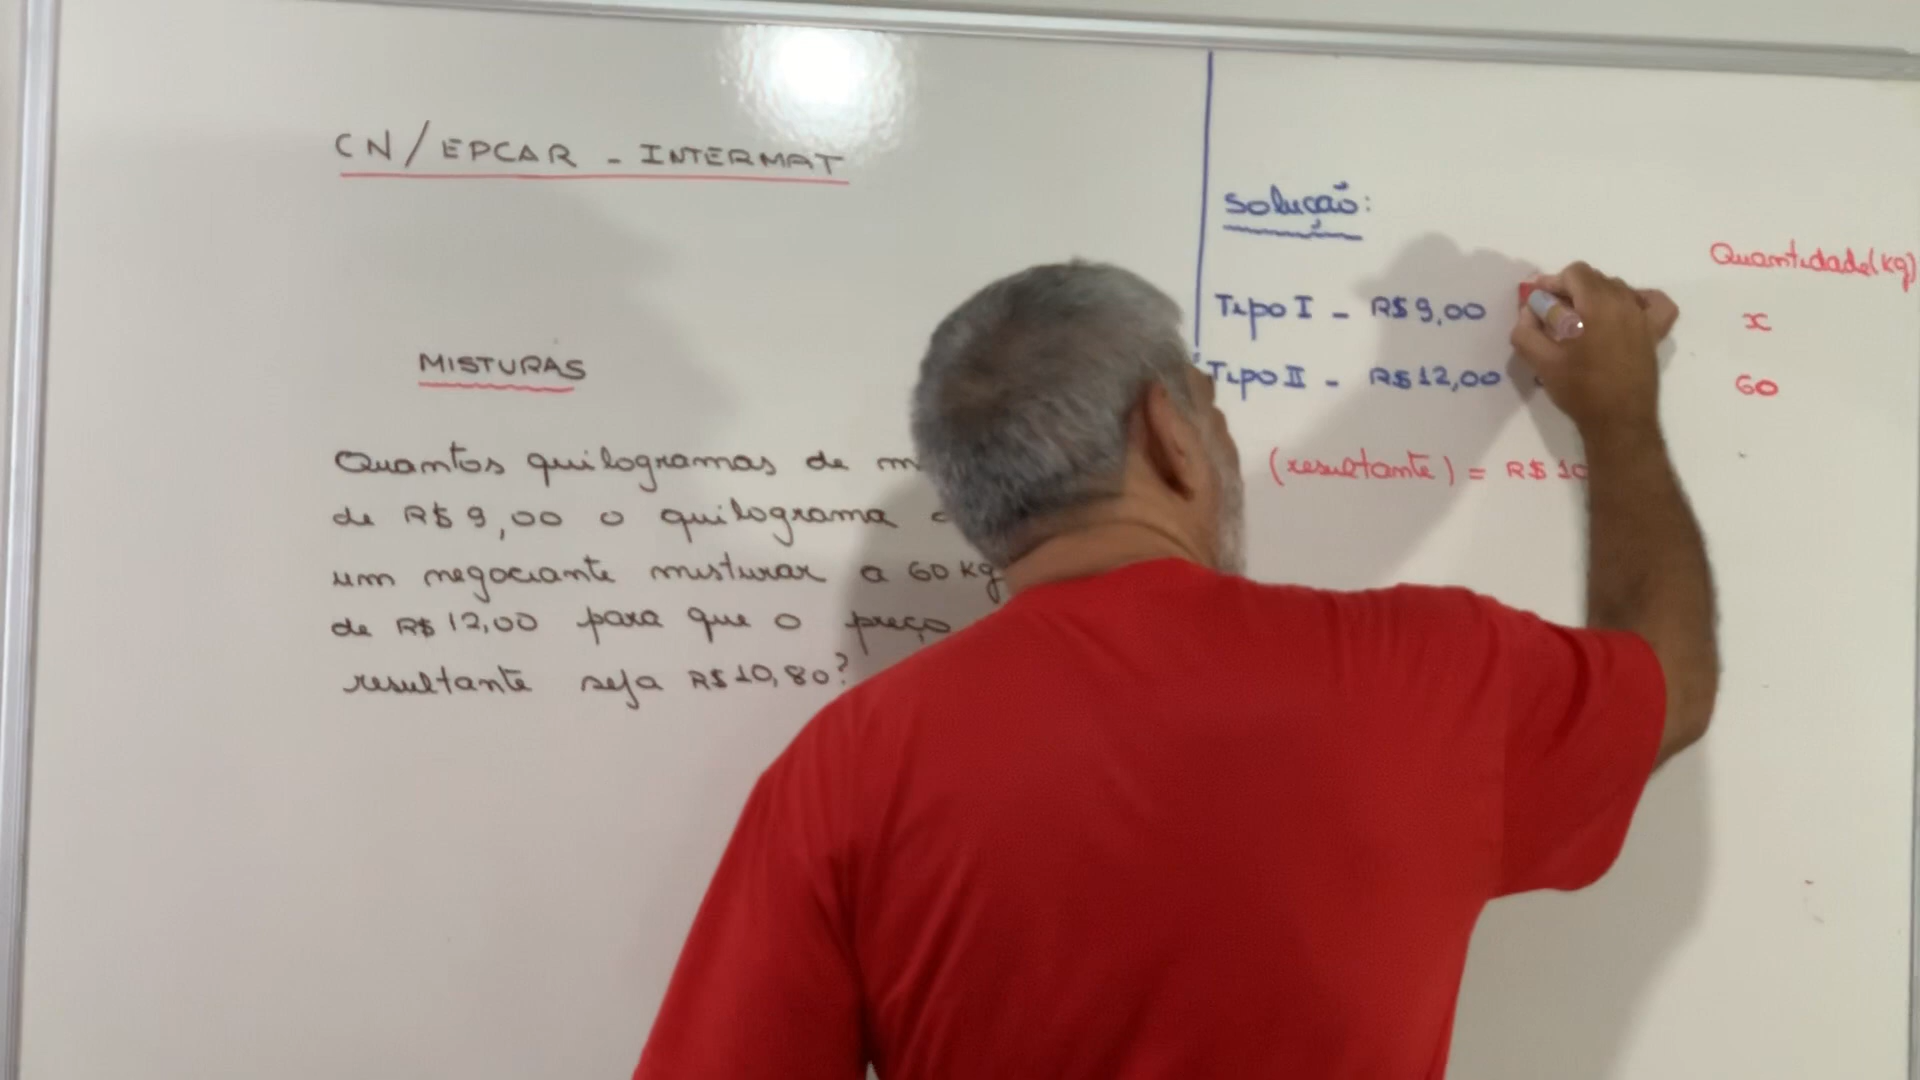 CN/EPCAR - INTERMAT
MISTURAS
Quantos quilogramas de
de R$ 9,00 o quilograma
um negociante misturar a 60 kg
de R$ 12,00 para que o preço
resultante seja R$ 10,80?
Solução:
Quantidade (kg)
Tipo I - R$ 9,00 x
Tipo II - R$ 12,00 60
(resultante) = R$ 10